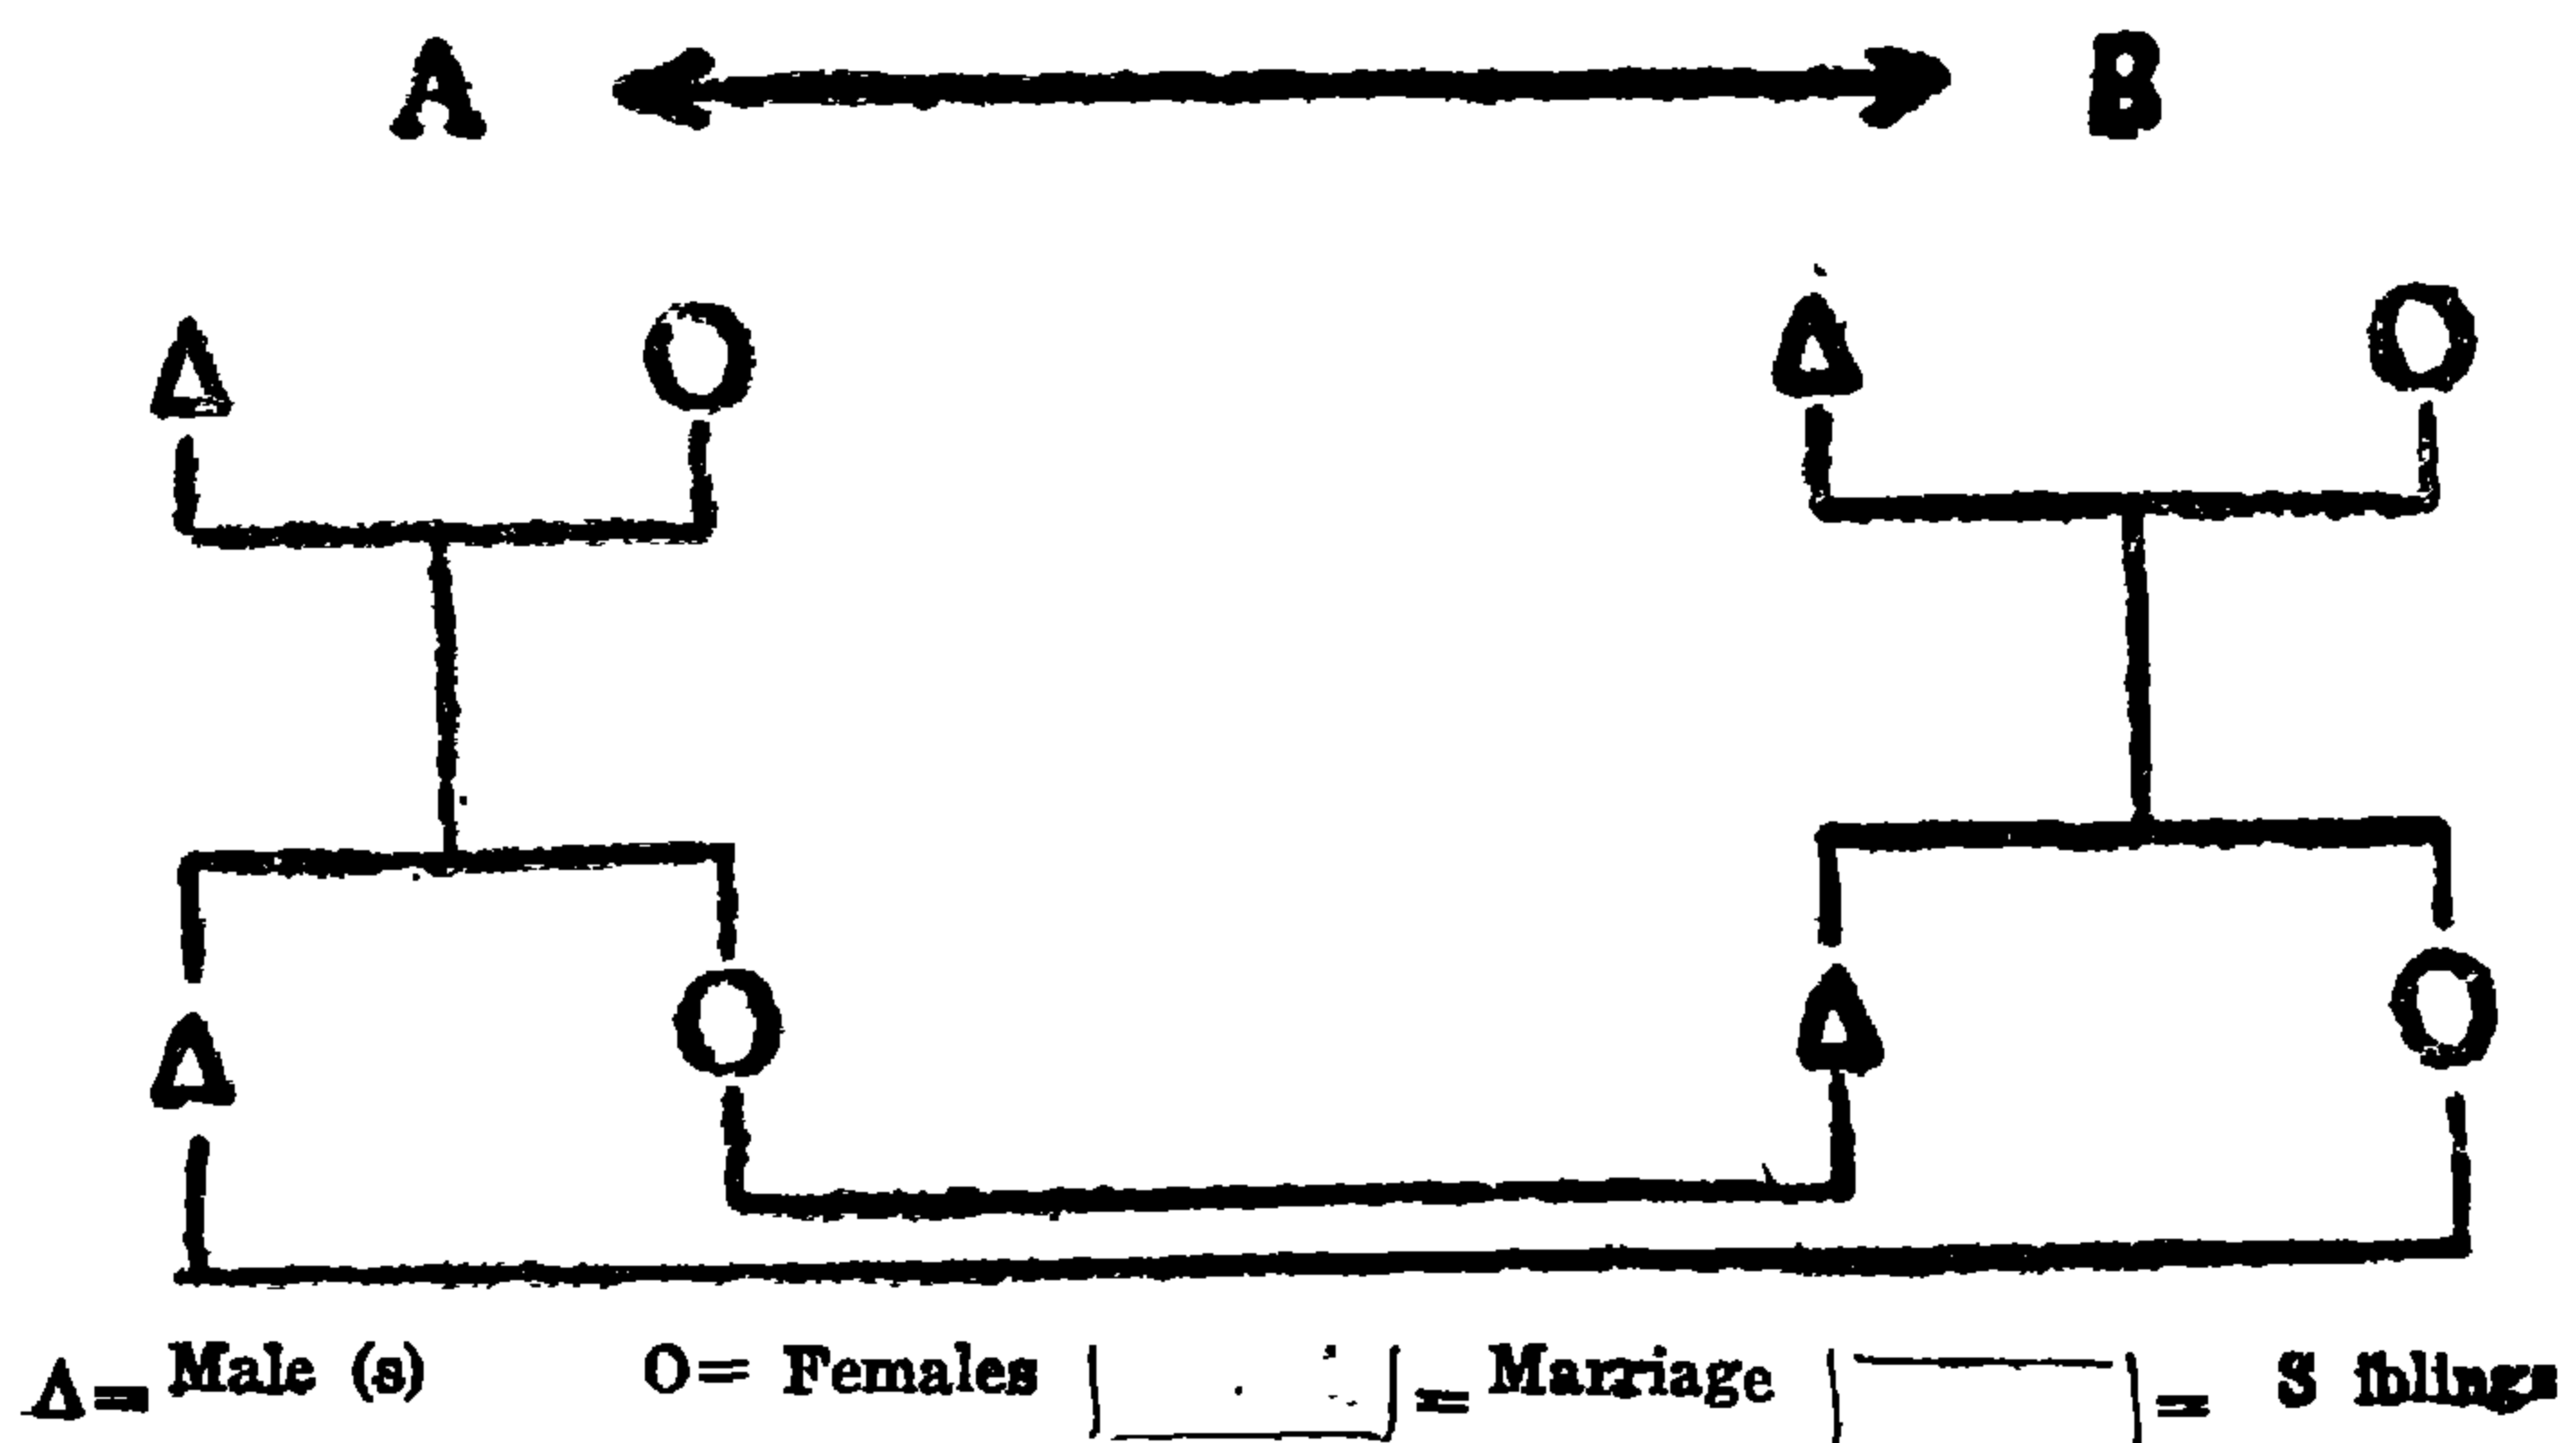 A B
Δ= Male (s) O= Females = Marriage = S iblings